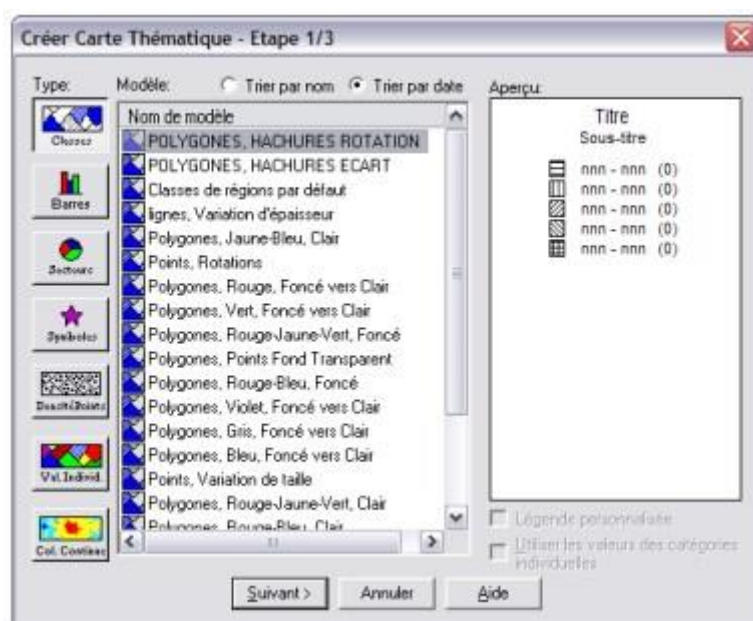 Créer Carte Thématique - Etape 1/3
Type:
Modèle:
Trier par nom
Trier par date
Aperçu:
Classes
Barres
Secteurs
Symboles
DensitéPoints
Val. Individ.
Col. Continue
Nom de modèle
POLYGONES, HACHURES ROTATION
POLYGONES, HACHURES ECART
Classes de régions par défaut
lignes, Variation d'épaisseur
Polygones, Jaune-Bleu, Clair
Points, Rotations
Polygones, Rouge, Foncé vers Clair
Polygones, Vert, Foncé vers Clair
Polygones, Rouge-Jaune-Vert, Foncé
Polygones, Points Fond Transparent
Polygones, Rouge-Bleu, Foncé
Polygones, Violet, Foncé vers Clair
Polygones, Gris, Foncé vers Clair
Polygones, Bleu, Foncé vers Clair
Points, Variation de taille
Polygones, Rouge-Jaune-Vert, Clair
Polygones, Rouge-Bleu, Clair
Titre
Sous-titre
nnn - nnn (0)
nnn - nnn (0)
nnn - nnn (0)
nnn - nnn (0)
nnn - nnn (0)
Légende personnalisée
Utiliser les valeurs des catégories
individuelles
Suivant >
Annuler
Aide